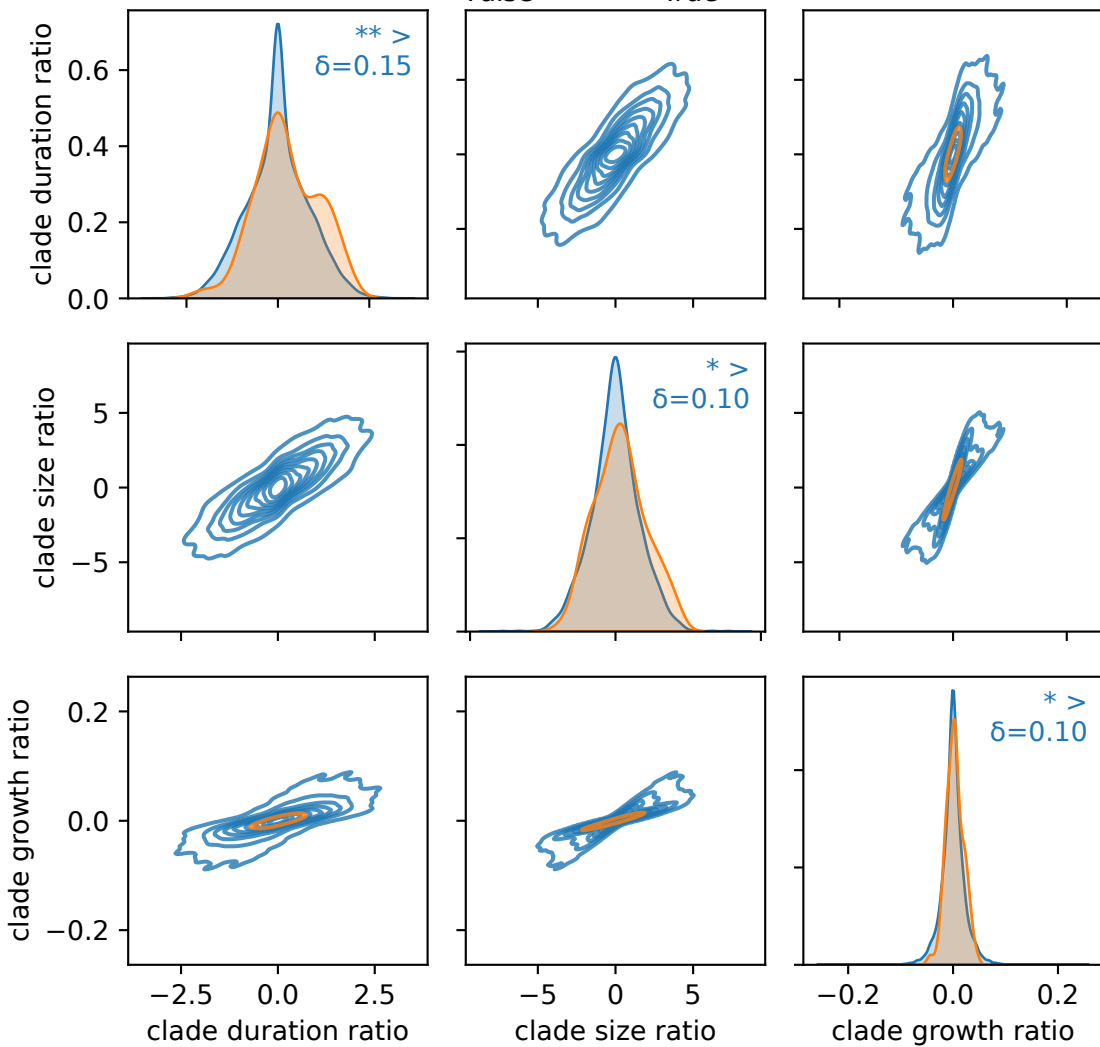 clade duration ratio
0.6
0.4
0.2
0.0
** >
δ=0.15
clade size ratio
5
0
−5
* >
δ=0.10
clade growth ratio
0.2
0.0
−0.2
* >
δ=0.10
−2.5 0.0 2.5
−5 0 5
−0.2 0.0 0.2
clade duration ratio
clade size ratio
clade growth ratio